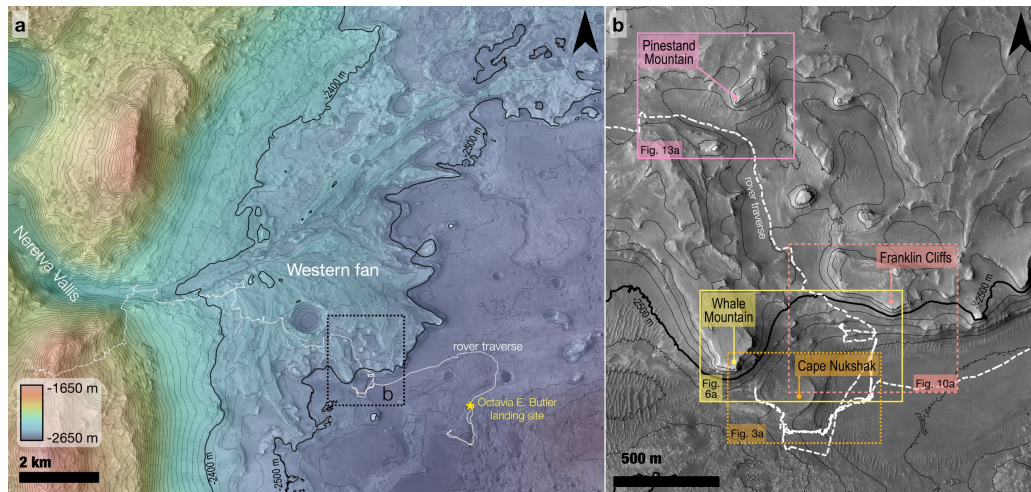 a
-2400 m
-2500 m
Neretva Vallis
Western fan
rover traverse
b
Octavia E. Butler
landing site
-1650 m
-2650 m
2 km
-2400 m
-2500 m
b
Pinestand
Mountain
Fig. 13a
rover traverse
Franklin Cliffs
-2500 m
-2500 m
Whale
Mountain
Cape Nukshak
Fig.
6a
Fig. 10a
Fig. 3a
500 m